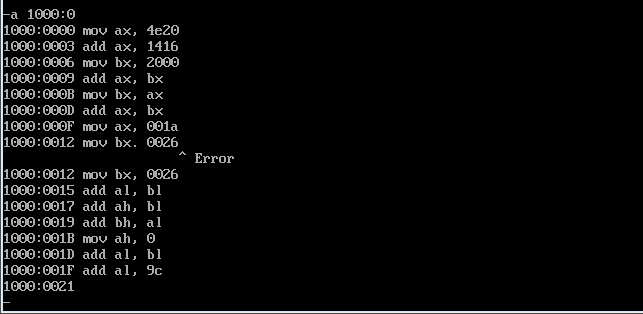 -a 1000:0
1000:0000 mov ax, 4e20
1000:0003 add ax, 1416
1000:0006 mov bx, 2000
1000:0009 add ax, bx
1000:000B mov bx, ax
1000:000D add ax, bx
1000:000F mov ax, 001a
1000:0012 mov bx. 0026
^ Error
1000:0012 mov bx, 0026
1000:0015 add al, bl
1000:0017 add ah, bl
1000:0019 add bh, al
1000:001B mov ah, 0
1000:001D add al, bl
1000:001F add al, 9c
1000:0021
-